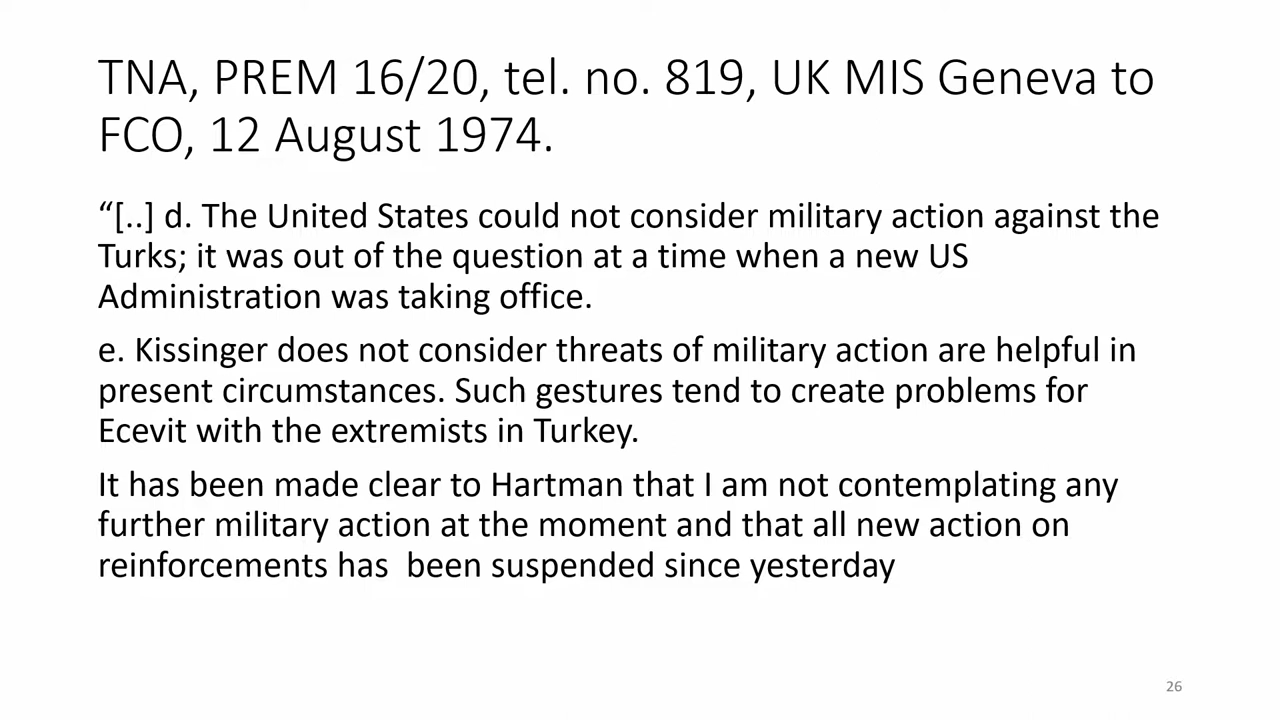 TNA, PREM 16/20, tel. no. 819, UK MIS Geneva to
FCO, 12 August 1974.
“[..] d. The United States could not consider military action against the
Turks; it was out of the question at a time when a new US
Administration was taking office.
e. Kissinger does not consider threats of military action are helpful in
present circumstances. Such gestures tend to create problems for
Ecevit with the extremists in Turkey.
It has been made clear to Hartman that I am not contemplating any
further military action at the moment and that all new action on
reinforcements has  been suspended since yesterday
26